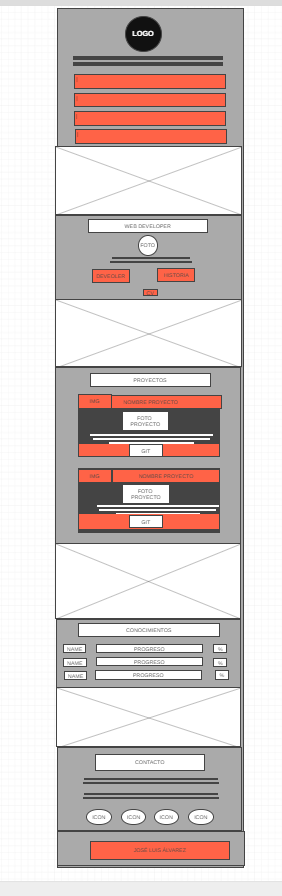 LOGO
WEB DEVELOPER
FOTO
HISTORIA
CV
PROYECTOS
IMG
NOMBRE PROYECTO
FOTO
PROYECTO
GIT
IMG
NOMBRE PROYECTO
FOTO
PROYECTO
GIT
CONOCIMIENTOS
NAME PROGRESO %
NAME PROGRESO %
NAME PROGRESO %
CONTACTO
ICON ICON ICON ICON
JOSE LUIS ALVAREZ